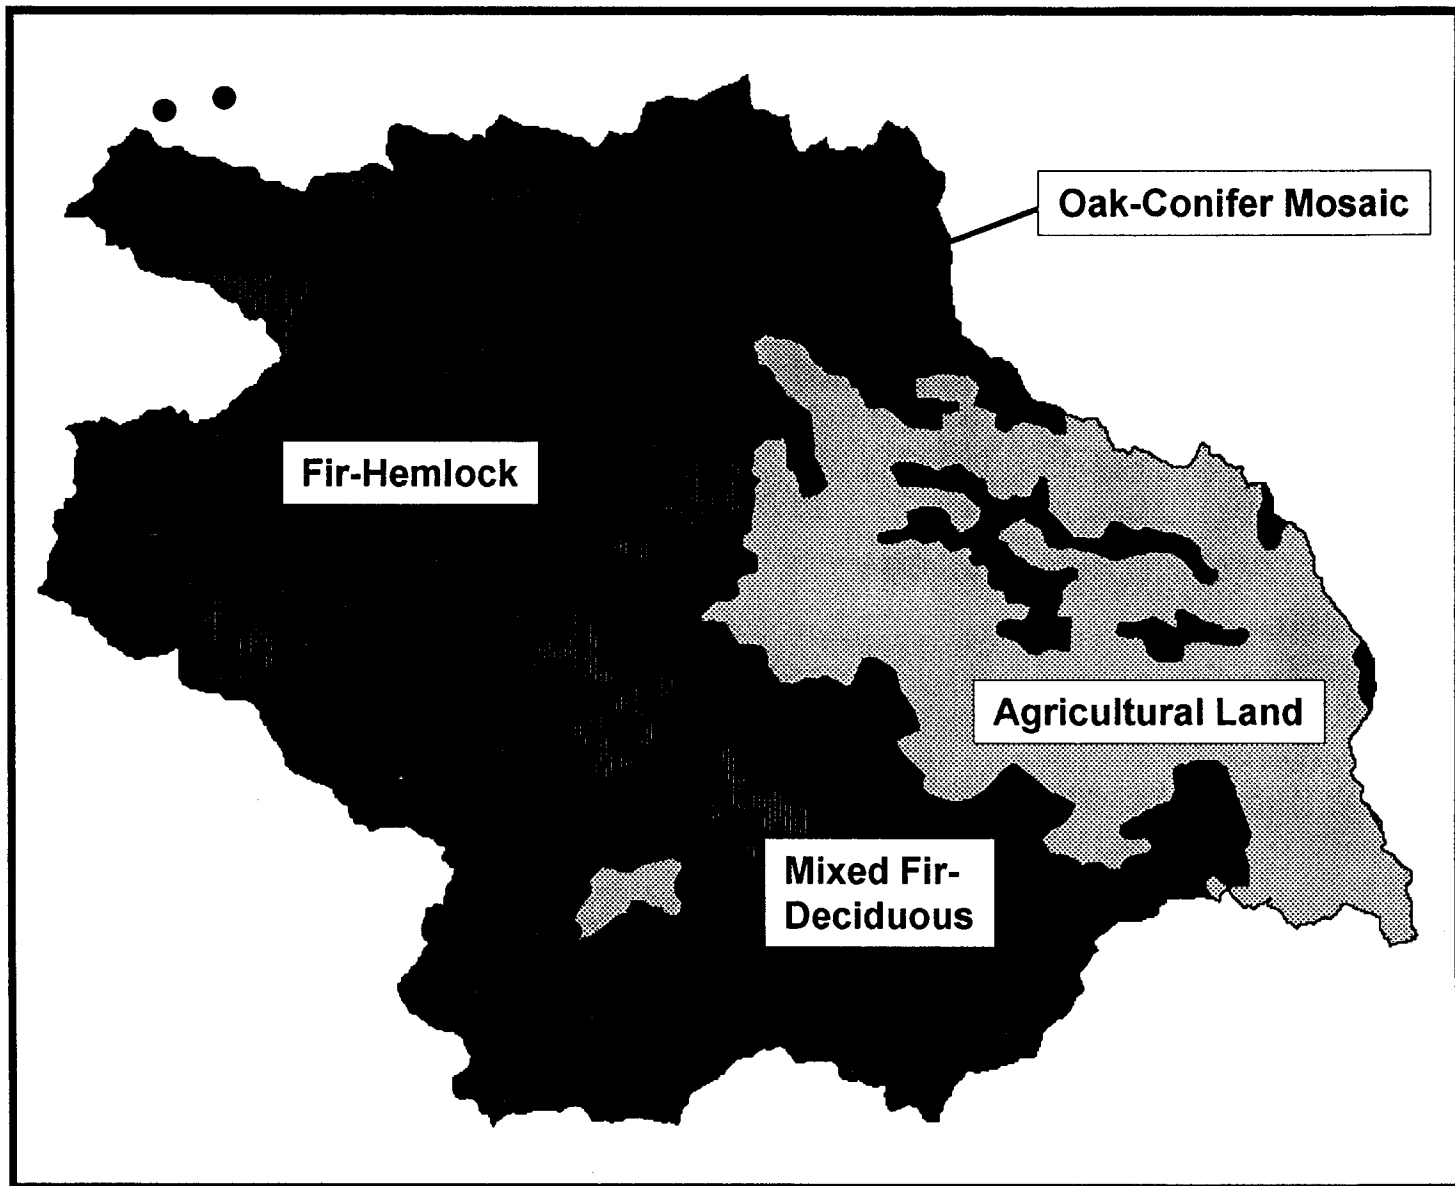 Oak-Conifer Mosaic
Fir-Hemlock
Agricultural Land
Mixed Fir-
Deciduous